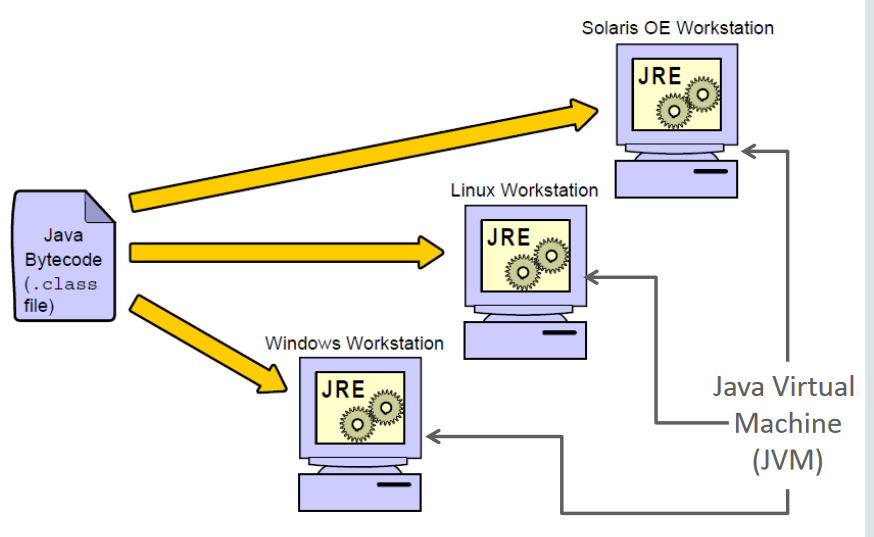 Solaris OE Workstation
JRE
Linux Workstation
JRE
Java
Bytecode
(.class
file)
Windows Workstation
JRE
Java Virtual
Machine
(JVM)